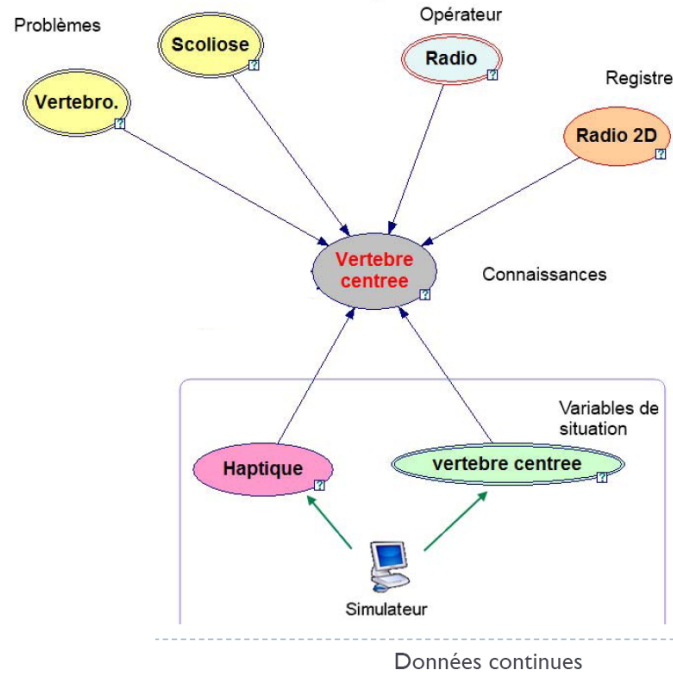 Problèmes
Opérateur
Scoliose
Radio
Registre
Vertebro.
Radio 2D
Vertebre
centree
Connaissances
Variables de
situation
Haptique
vertebre centree
Simulateur
Données continues